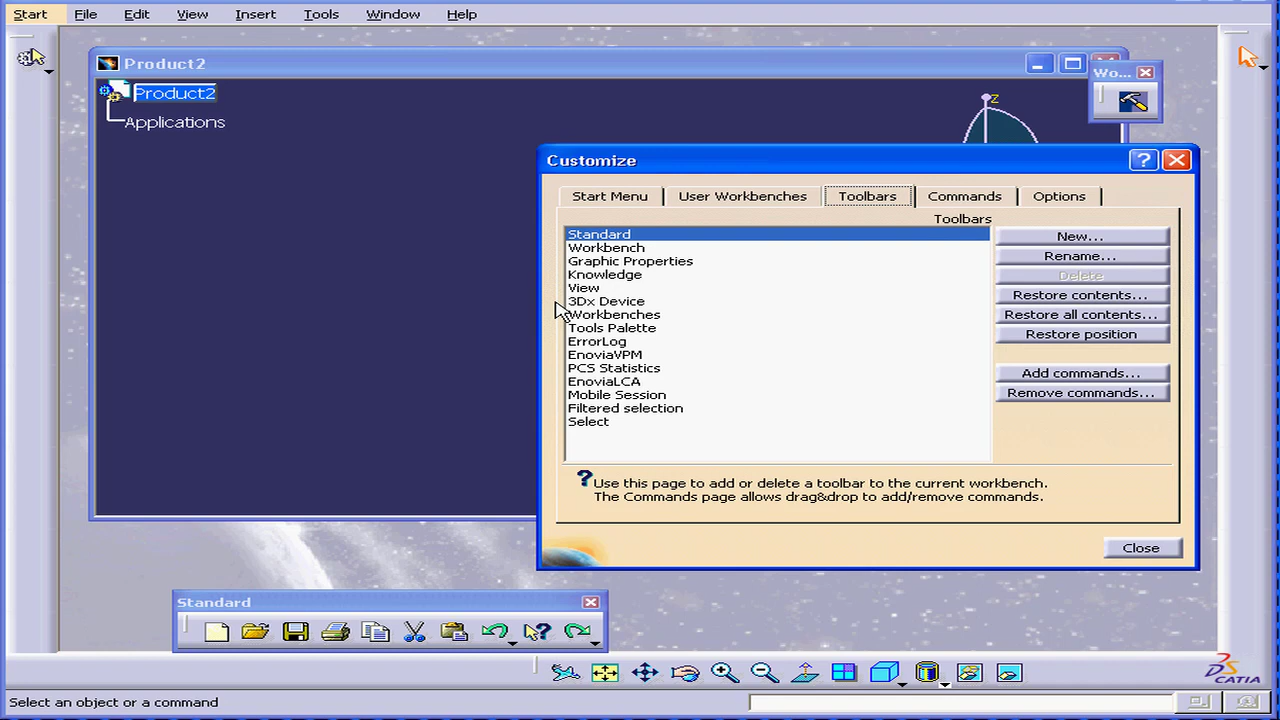 Start File Edit View Insert Tools Window Help
Product2
Wo...
Product2
Applications
z
Customize
Start Menu User Workbenches Toolbars Commands Options
Toolbars
Standard
Workbench
Graphic Properties
Knowledge
View
3Dx Device
Workbenches
Tools Palette
ErrorLog
EnoviaVPM
PCS Statistics
EnoviaLCA
Mobile Session
Filtered selection
Select
New...
Rename...
Delete
Restore contents...
Restore all contents...
Restore position
Add commands...
Remove commands...
Use this page to add or delete a toolbar to the current workbench.
The Commands page allows drag&drop to add/remove commands.
Close
Standard
DS CATIA
Select an object or a command